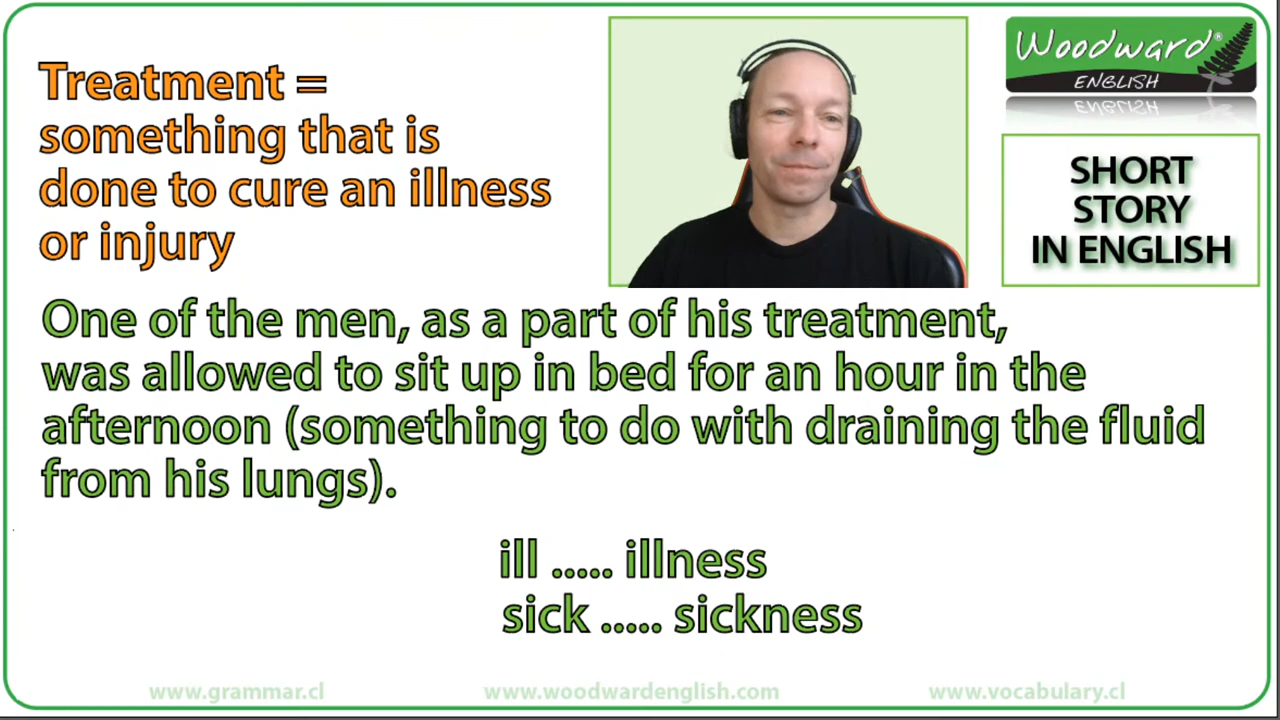 Treatment =
something that is
done to cure an illness
or injury
Woodward®
ENGLISH
SHORT
STORY
IN ENGLISH
One of the men, as a part of his treatment,
was allowed to sit up in bed for an hour in the
afternoon (something to do with draining the fluid
from his lungs).
ill ..... illness
sick ..... sickness
www.grammar.cl
www.woodwardenglish.com
www.vocabulary.cl